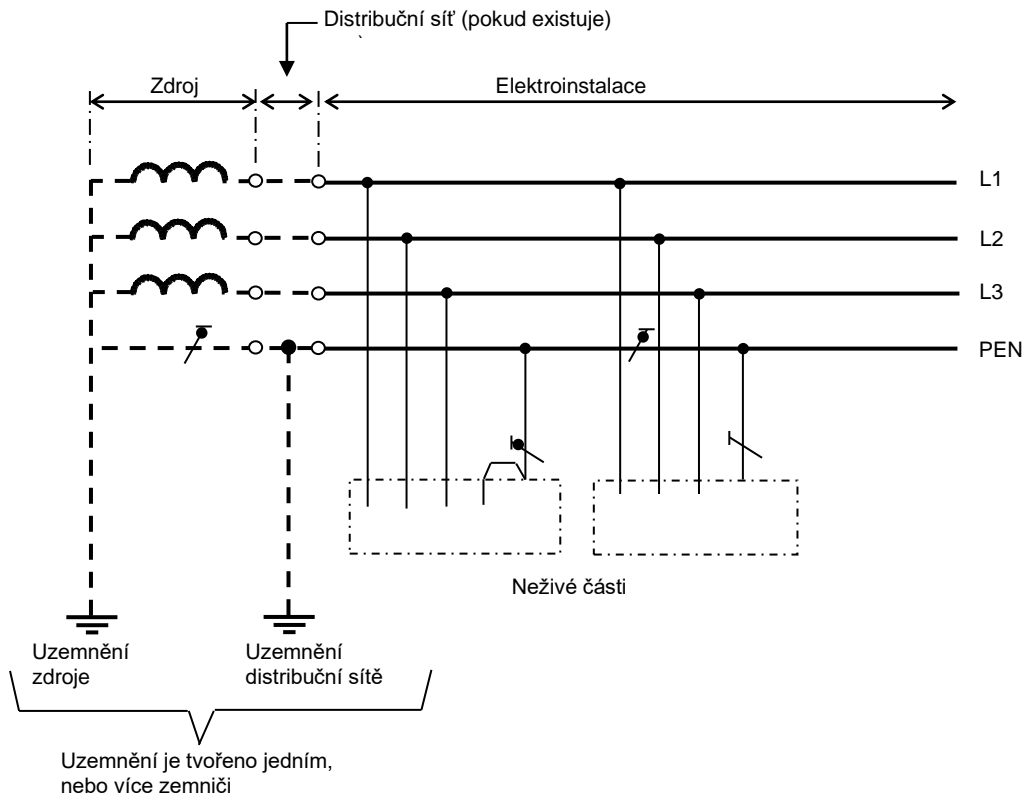 Distribuční síť (pokud existuje)
Zdroj
Elektroinstalace
L1
L2
L3
PEN
Neživé části
Uzemnění
zdroje
Uzemnění
distribuční sítě
Uzemnění je tvořeno jedním,
nebo více zemniči